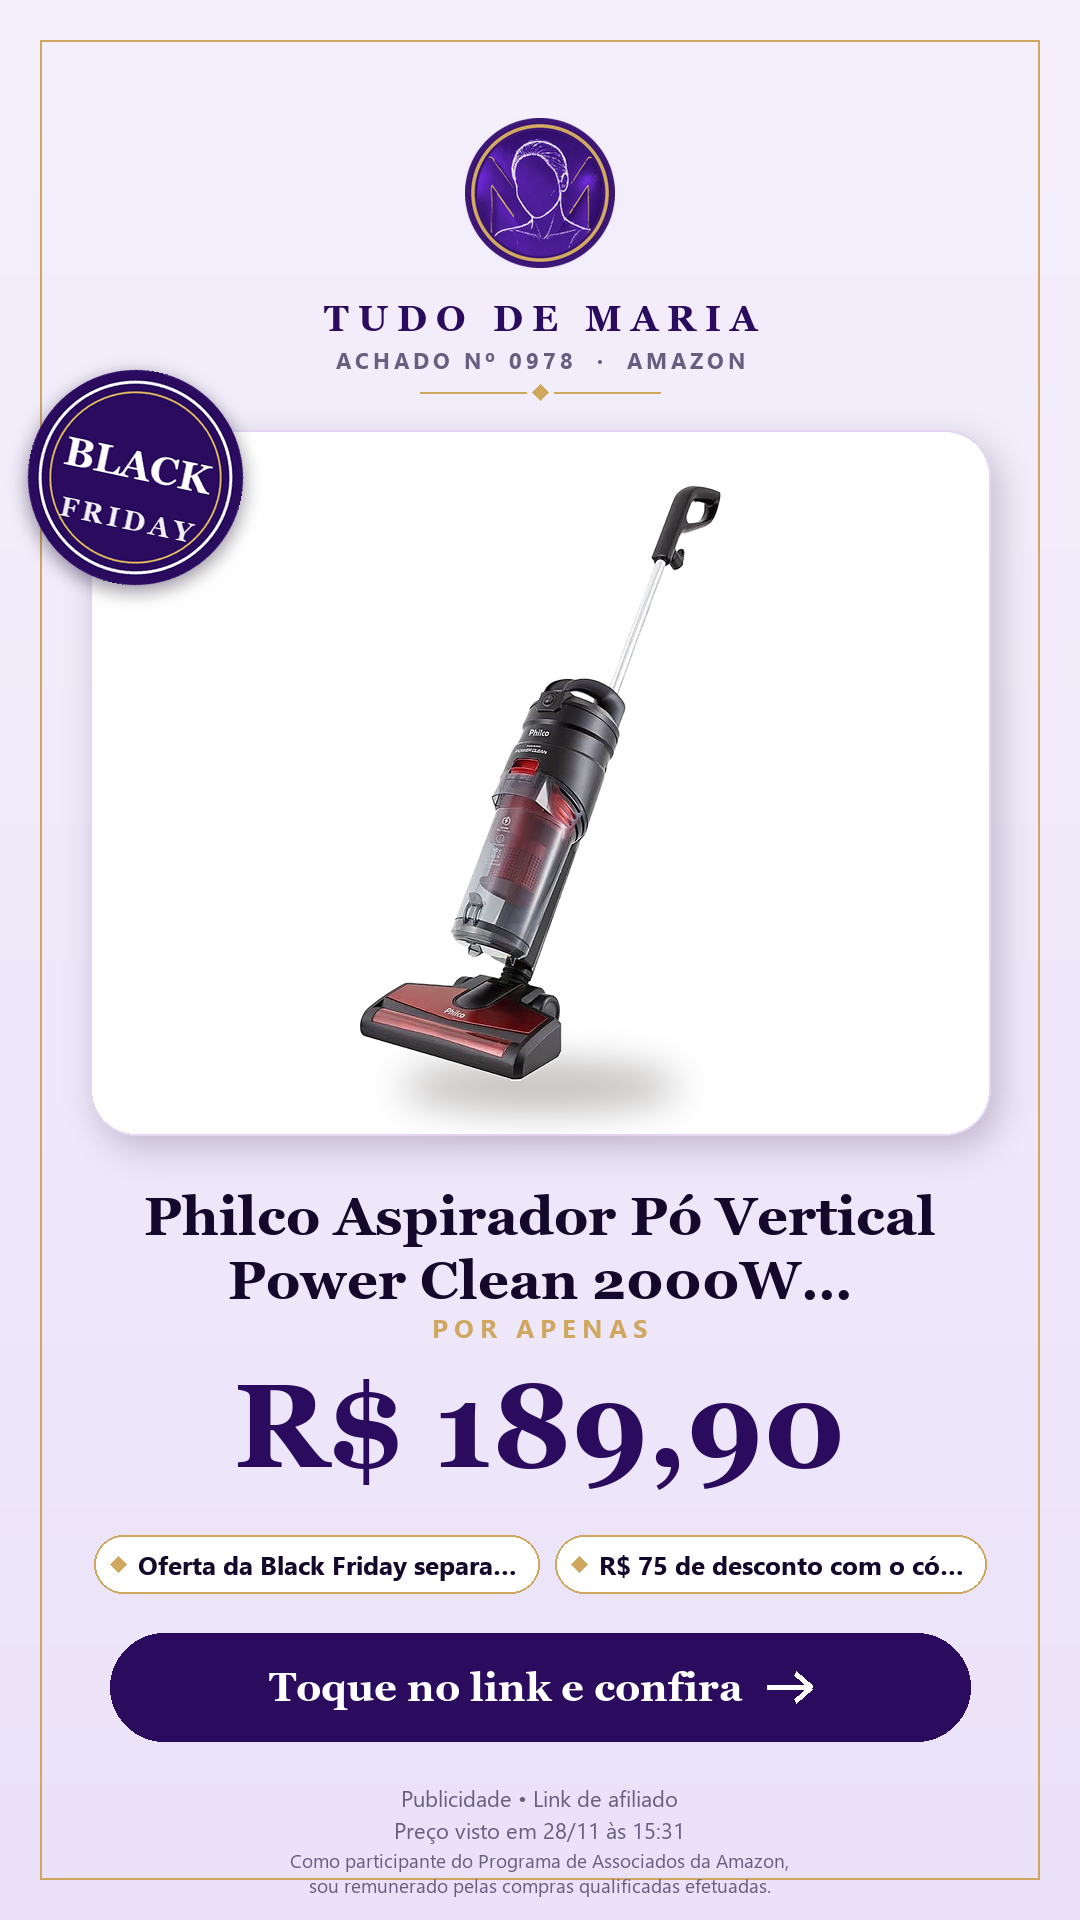 TUDO DE MARIA
ACHADO Nº 0978 · AMAZON
BLACK
FRIDAY
Philco
POWER CLEAN
Philco
Philco Aspirador Pó Vertical
Power Clean 2000W...
POR APENAS
R$ 189,90
Oferta da Black Friday separa...
R$ 75 de desconto com o có...
Toque no link e confira →
Publicidade • Link de afiliado
Preço visto em 28/11 às 15:31
Como participante do Programa de Associados da Amazon,
sou remunerado pelas compras qualificadas efetuadas.